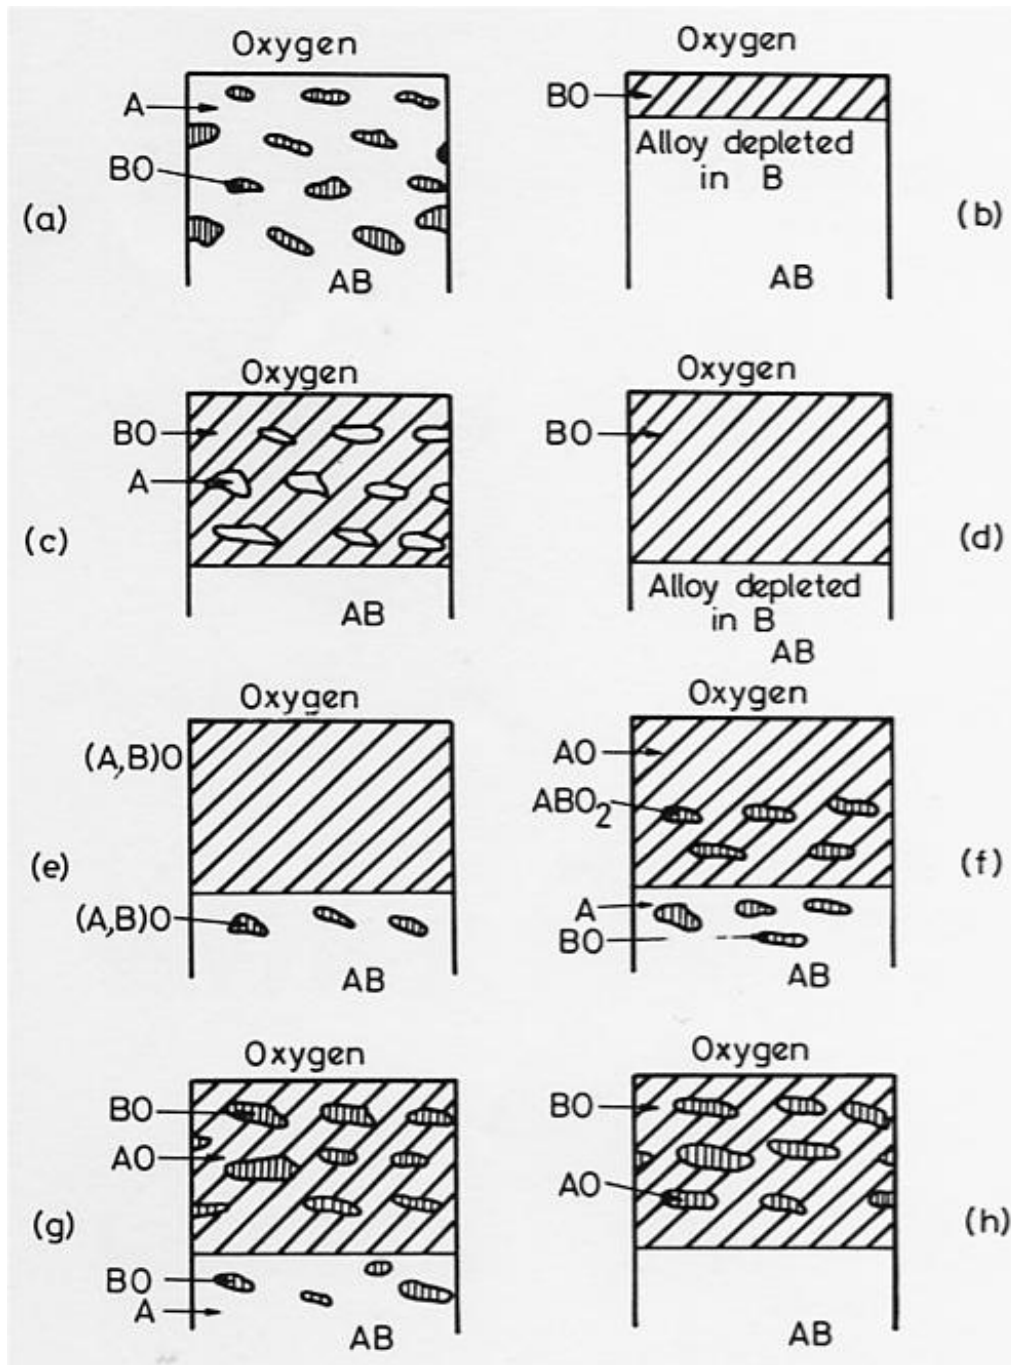 Oxygen
A
BO
AB
(a)
Oxygen
BO
Alloy depleted
in B
AB
(b)
Oxygen
BO
A
AB
(c)
Oxygen
BO
Alloy depleted
in B
AB
(d)
Oxygen
(A,B)O
(A,B)O
AB
(e)
Oxygen
AO
ABO2
A
BO
AB
(f)
Oxygen
BO
AO
BO
A
AB
(g)
Oxygen
BO
AO
AB
(h)